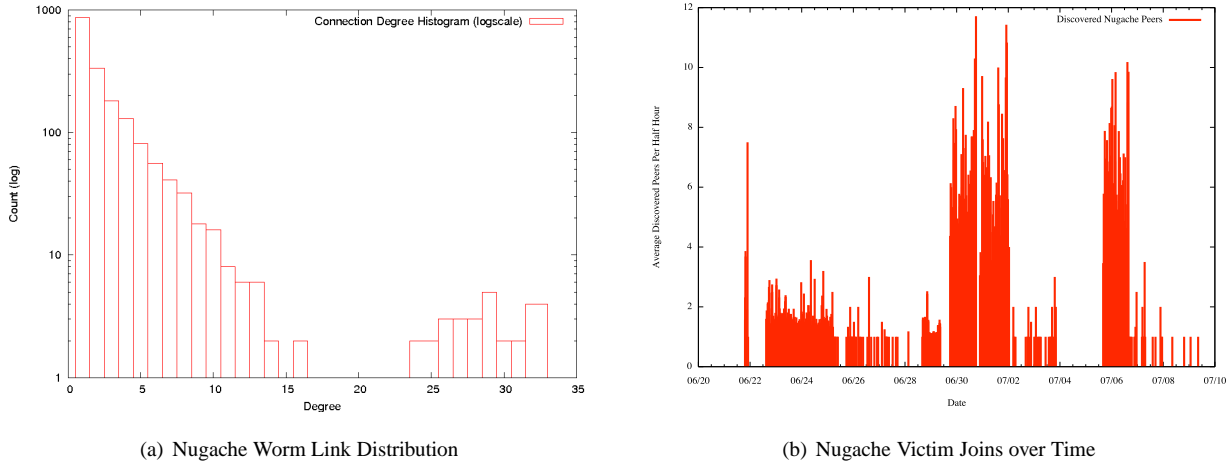 Connection Degree Histogram (logscale)
Count (log)
1000
100
10
1
0 5 10 15 20 25 30 35
Degree
(a) Nugache Worm Link Distribution
Discovered Nugache Peers
Average Discovered Peers Per Half Hour
12
10
8
6
4
2
0
06/20 06/22 06/24 06/26 06/28 06/30 07/02 07/04 07/06 07/08 07/10
Date
(b) Nugache Victim Joins over Time